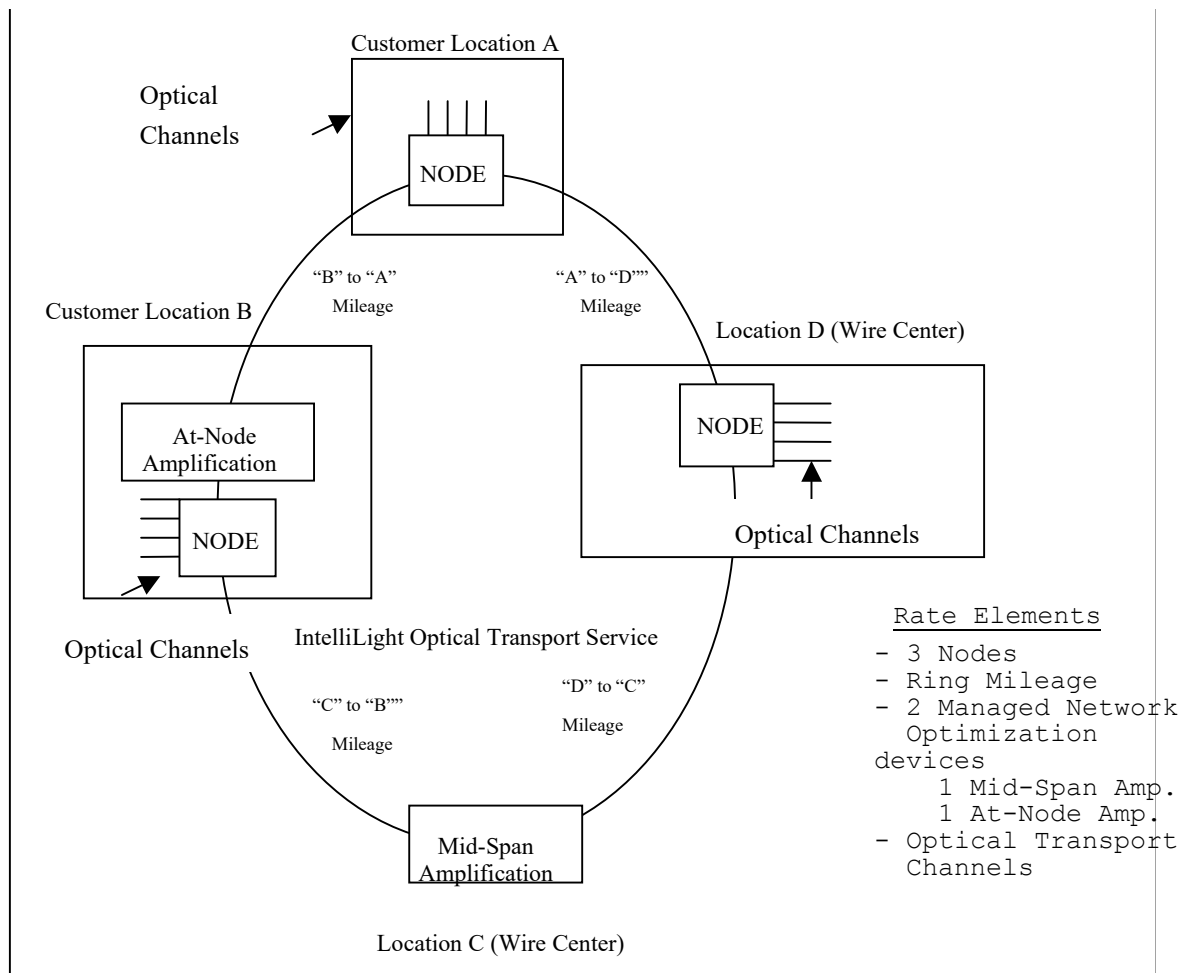 Customer Location A
Optical
Channels
NODE
“B” to “A”
Mileage
“A” to “D””
Mileage
Customer Location B
Location D (Wire Center)
At-Node
Amplification
NODE
NODE
Optical Channels
Optical Channels
IntelliLight Optical Transport Service
“C” to “B””
Mileage
“D” to “C”
Mileage
Rate Elements
- 3 Nodes
- Ring Mileage
- 2 Managed Network
Optimization
devices
1 Mid-Span Amp.
1 At-Node Amp.
- Optical Transport
Channels
Mid-Span
Amplification
Location C (Wire Center)